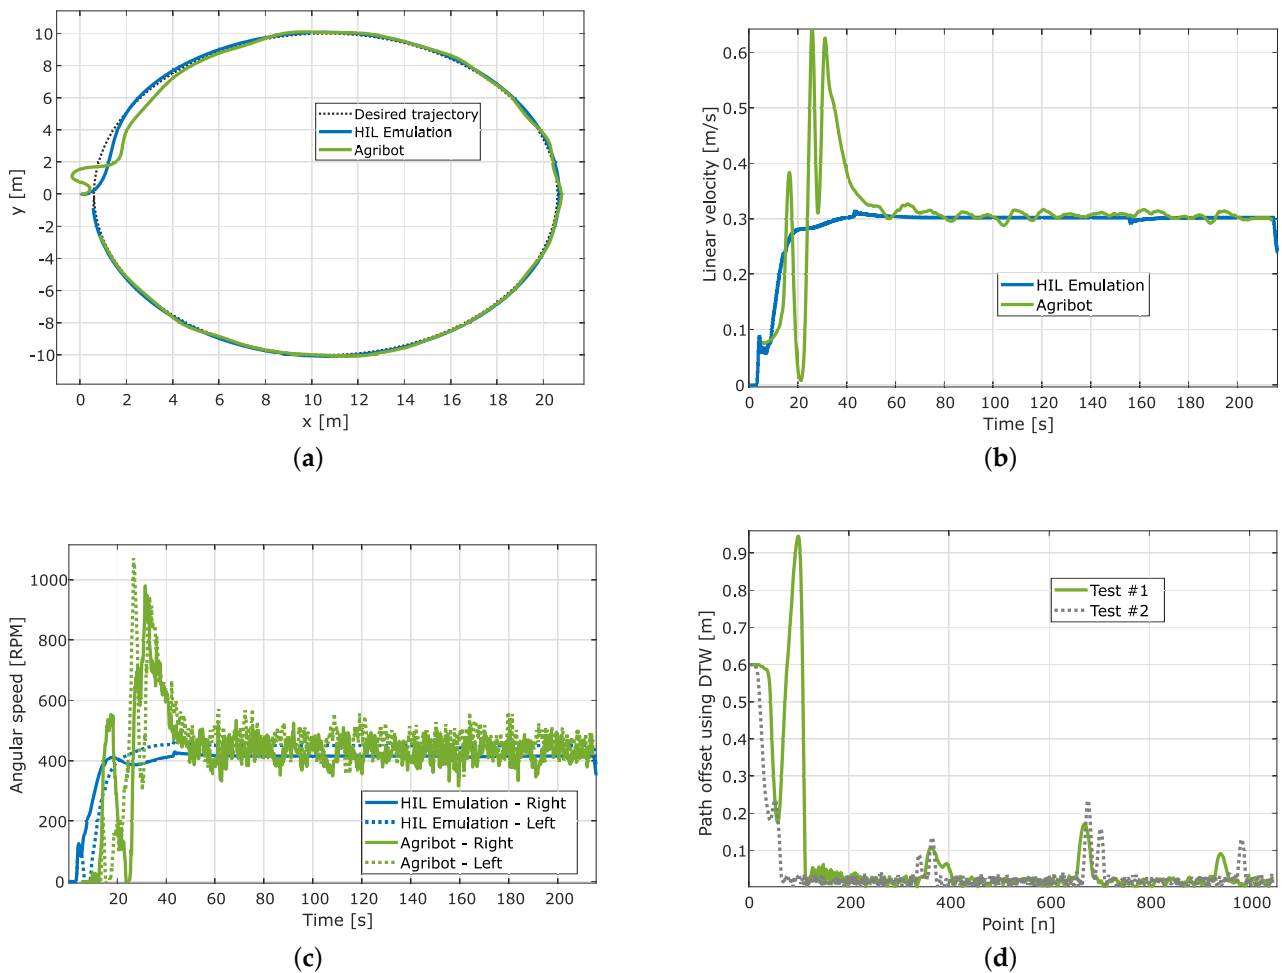 10
8
6
4
2
0
-2
-4
-6
-8
-10
y [m]
Desired trajectory
HIL Emulation
Agribot
0 2 4 6 8 10 12 14 16 18 20
x [m]
(a)
0.6
0.5
0.4
0.3
0.2
0.1
0
Linear velocity [m/s]
HIL Emulation
Agribot
0 20 40 60 80 100 120 140 160 180 200
Time [s]
(b)
1000
800
600
400
200
0
Angular speed [RPM]
HIL Emulation - Right
HIL Emulation - Left
Agribot - Right
Agribot - Left
20 40 60 80 100 120 140 160 180 200
Time [s]
(c)
0.9
0.8
0.7
0.6
0.5
0.4
0.3
0.2
0.1
Path offset using DTW [m]
Test #1
Test #2
0 200 400 600 800 1000
Point [n]
(d)